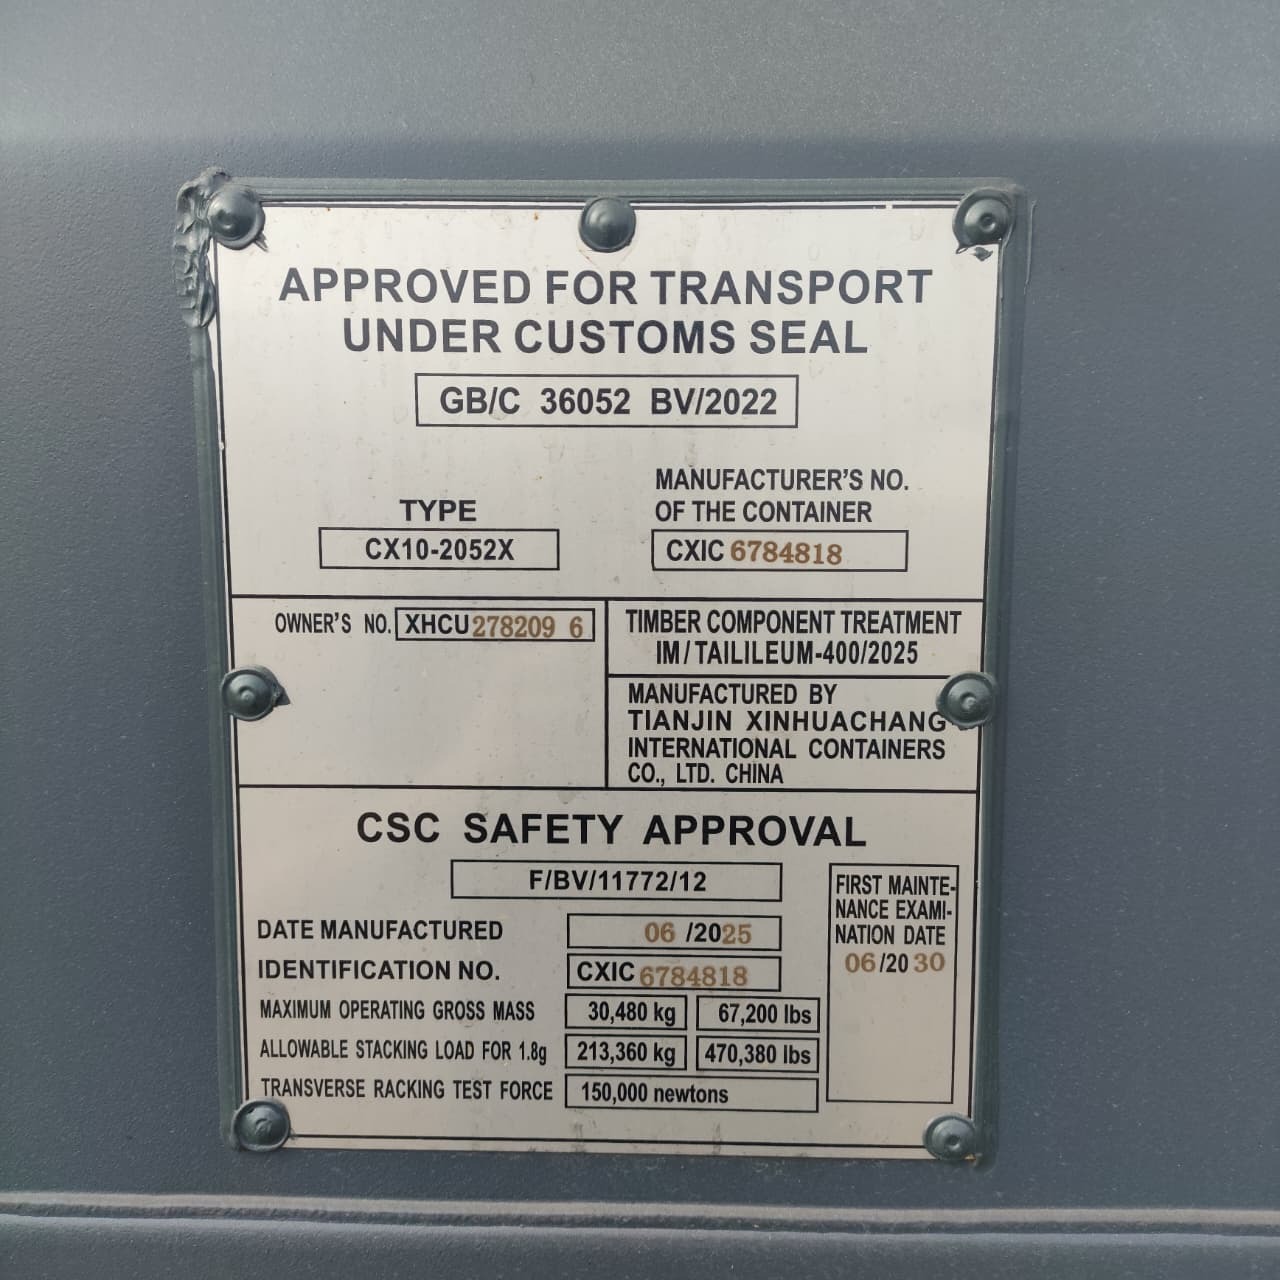 APPROVED FOR TRANSPORT
UNDER CUSTOMS SEAL
GB/C 36052 BV/2022
TYPE
CX10-2052X
MANUFACTURER'S NO.
OF THE CONTAINER
CXIC 6784818
OWNER'S NO. XHCU 278209 6
TIMBER COMPONENT TREATMENT
IM/TAILILEUM-400/2025
MANUFACTURED BY
TIANJIN XINHUACHANG
INTERNATIONAL CONTAINERS
CO., LTD. CHINA
CSC SAFETY APPROVAL
F/BV/11772/12
DATE MANUFACTURED 06 /2025
IDENTIFICATION NO. CXIC 6784818
MAXIMUM OPERATING GROSS MASS 30,480 kg 67,200 lbs
ALLOWABLE STACKING LOAD FOR 1.8g 213,360 kg 470,380 lbs
TRANSVERSE RACKING TEST FORCE 150,000 newtons
FIRST MAINTE-
NANCE EXAMI-
NATION DATE
06/20 30